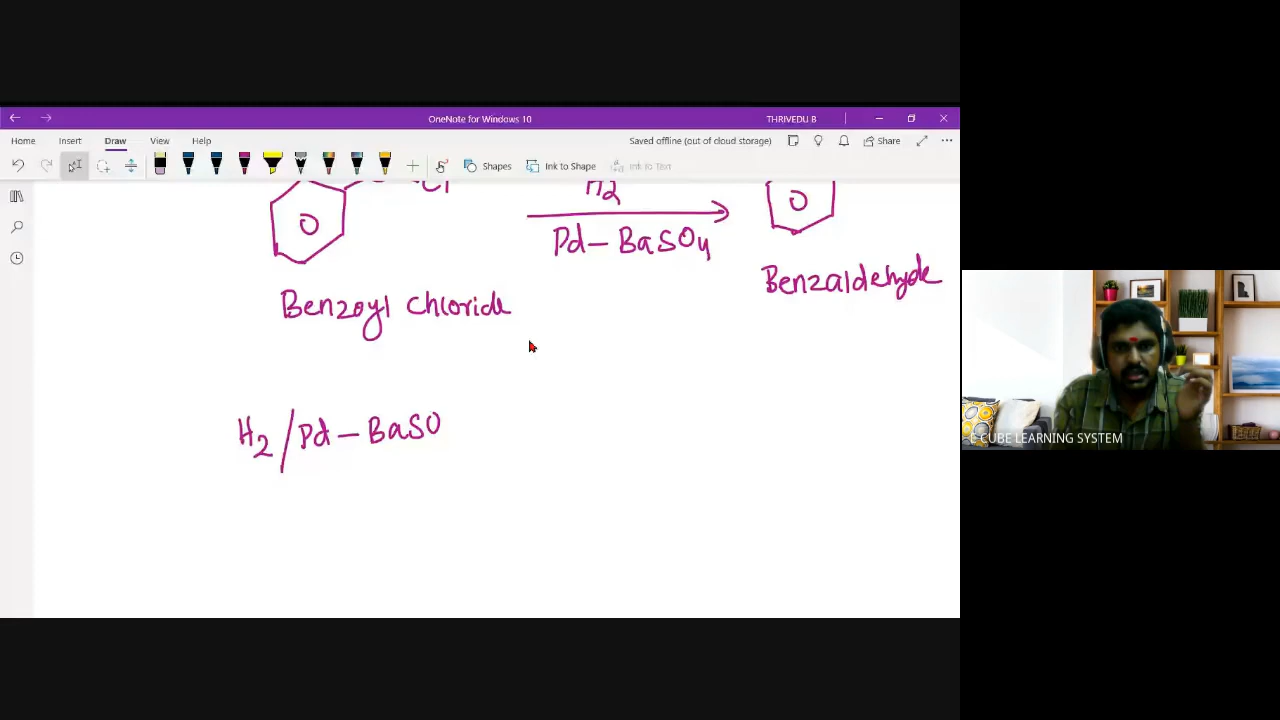 OneNote for Windows 10
THRIVEDU B
Home Insert Draw View Help
Saved offline (out of cloud storage)
Share
Shapes
Ink to Shape
Ink to Text
Cl
H2
Pd - BaSO4
Benzoyl chloride
Benzaldehyde
H2/Pd - BaSO
E CUBE LEARNING SYSTEM